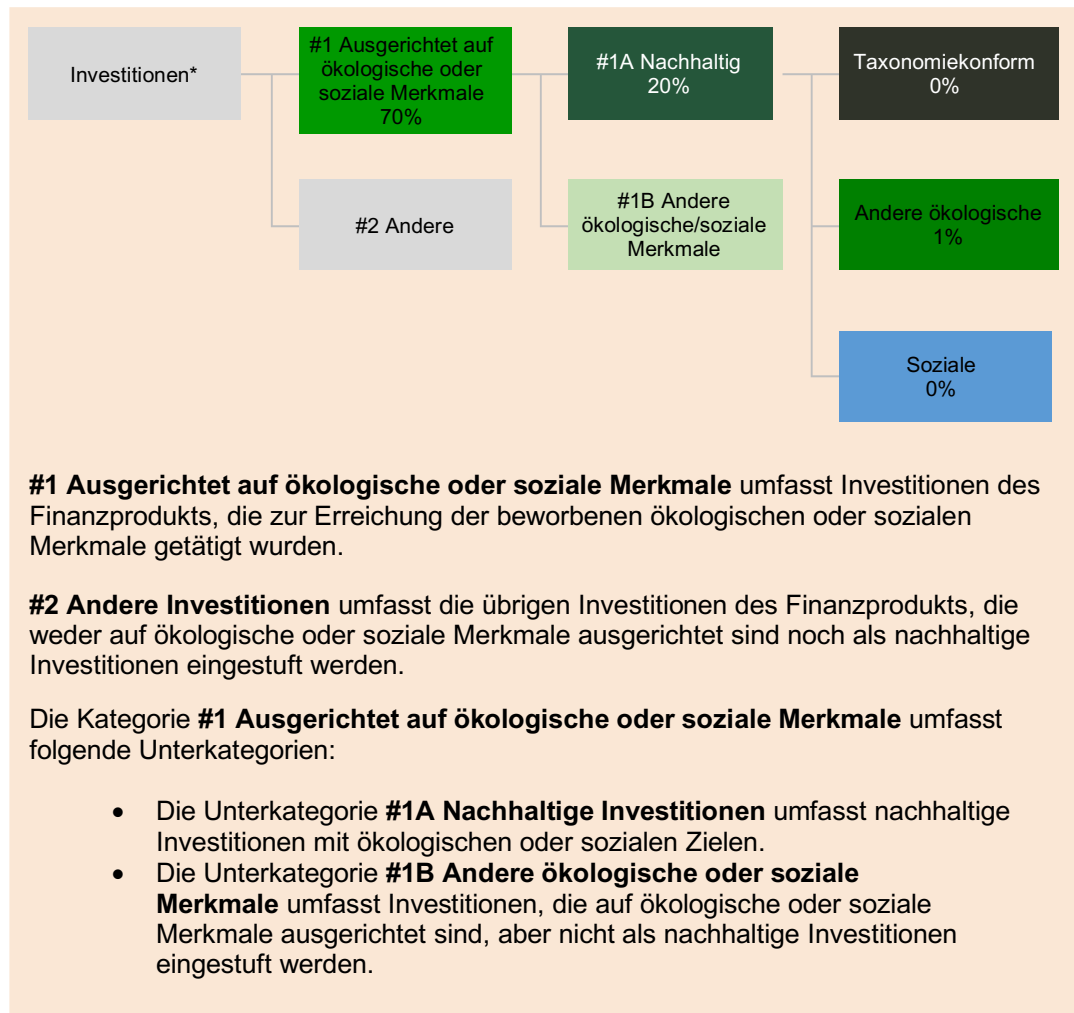 Investitionen*
#1 Ausgerichtet auf
ökologische oder
soziale Merkmale
70%
#1A Nachhaltig
20%
Taxonomiekonform
0%
#2 Andere
#1B Andere
ökologische/soziale
Merkmale
Andere ökologische
1%
Soziale
0%
#1 Ausgerichtet auf ökologische oder soziale Merkmale umfasst Investitionen des
Finanzprodukts, die zur Erreichung der beworbenen ökologischen oder sozialen
Merkmale getätigt wurden.
#2 Andere Investitionen umfasst die übrigen Investitionen des Finanzprodukts, die
weder auf ökologische oder soziale Merkmale ausgerichtet sind noch als nachhaltige
Investitionen eingestuft werden.
Die Kategorie #1 Ausgerichtet auf ökologische oder soziale Merkmale umfasst
folgende Unterkategorien:
• Die Unterkategorie #1A Nachhaltige Investitionen umfasst nachhaltige
Investitionen mit ökologischen oder sozialen Zielen.
• Die Unterkategorie #1B Andere ökologische oder soziale
Merkmale umfasst Investitionen, die auf ökologische oder soziale
Merkmale ausgerichtet sind, aber nicht als nachhaltige Investitionen
eingestuft werden.